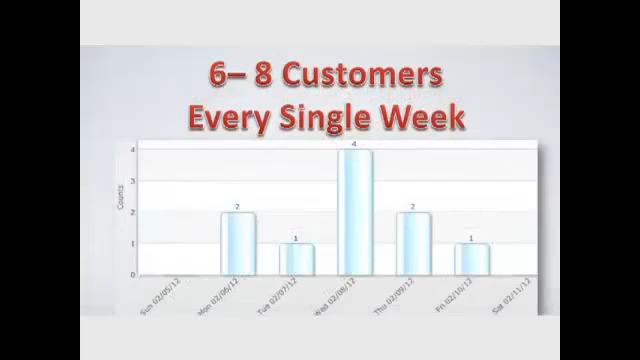 6– 8 Customers
Every Single Week
4
4
3
2
2
2
1
1
1
0
Counts
Sun 02/05/12
Mon 02/06/12
Tue 02/07/12
Wed 02/08/12
Thu 02/09/12
Fri 02/10/12
Sat 02/11/12